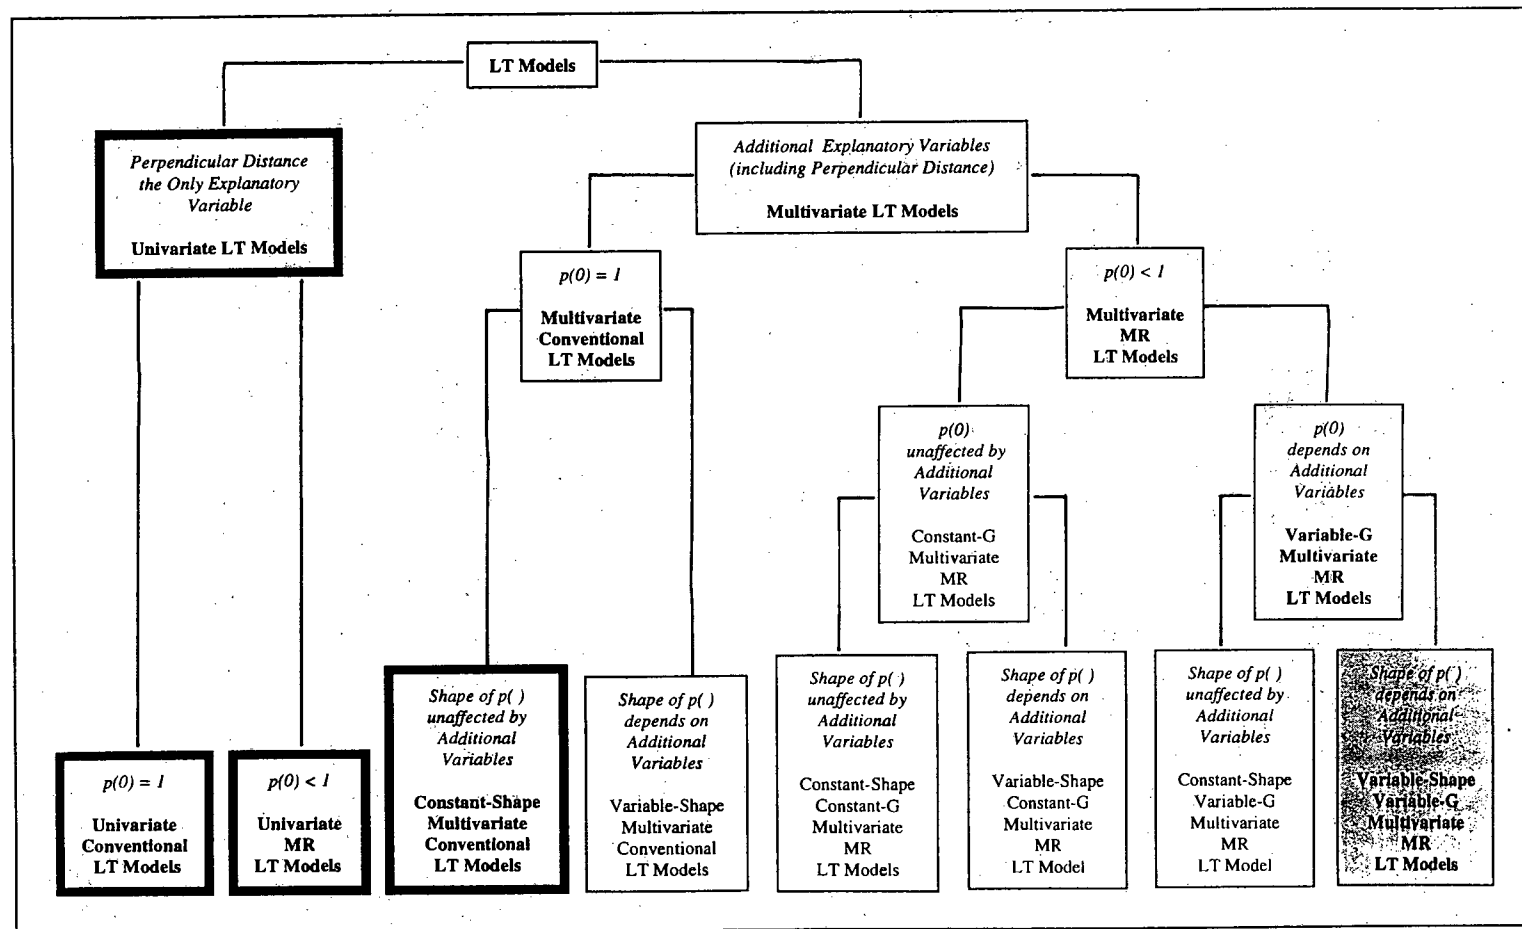 LT Models
Perpendicular Distance
the Only Explanatory
Variable
Univariate LT Models
Additional Explanatory Variables
(including Perpendicular Distance)
Multivariate LT Models
p(0) = 1
Multivariate
Conventional
LT Models
p(0) < 1
Multivariate
MR
LT Models
p(0)
unaffected by
Additional
Variables
Constant-G
Multivariate
MR
LT Models
p(0)
depends on
Additional
Variables
Variable-G
Multivariate
MR
LT Models
p(0) = 1
Univariate
Conventional
LT Models
p(0) < 1
Univariate
MR
LT Models
Shape of p( )
unaffected by
Additional
Variables
Constant-Shape
Multivariate
Conventional
LT Models
Shape of p( )
depends on
Additional
Variables
Variable-Shape
Multivariate
Conventional
LT Models
Shape of p( )
unaffected by
Additional
Variables
Constant-Shape
Constant-G
Multivariate
MR
LT Models
Shape of p( )
depends on
Additional
Variables
Variable-Shape
Constant-G
Multivariate
MR
LT Model
Shape of p( )
unaffected by
Additional
Variables
Constant-Shape
Variable-G
Multivariate
MR
LT Model
Shape of p( )
depends on
Additional
Variables
Variable-Shape
Variable-G
Multivariate
MR
LT Models